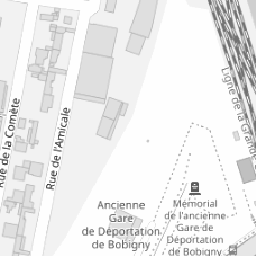 Rue de la Comète
Rue de l'Amicale
Ligne de la Grand
Ancienne
Gare
de Déportation
de Bobigny
Mémorial
de l'ancienne
Gare de
Déportation
de Bobigny